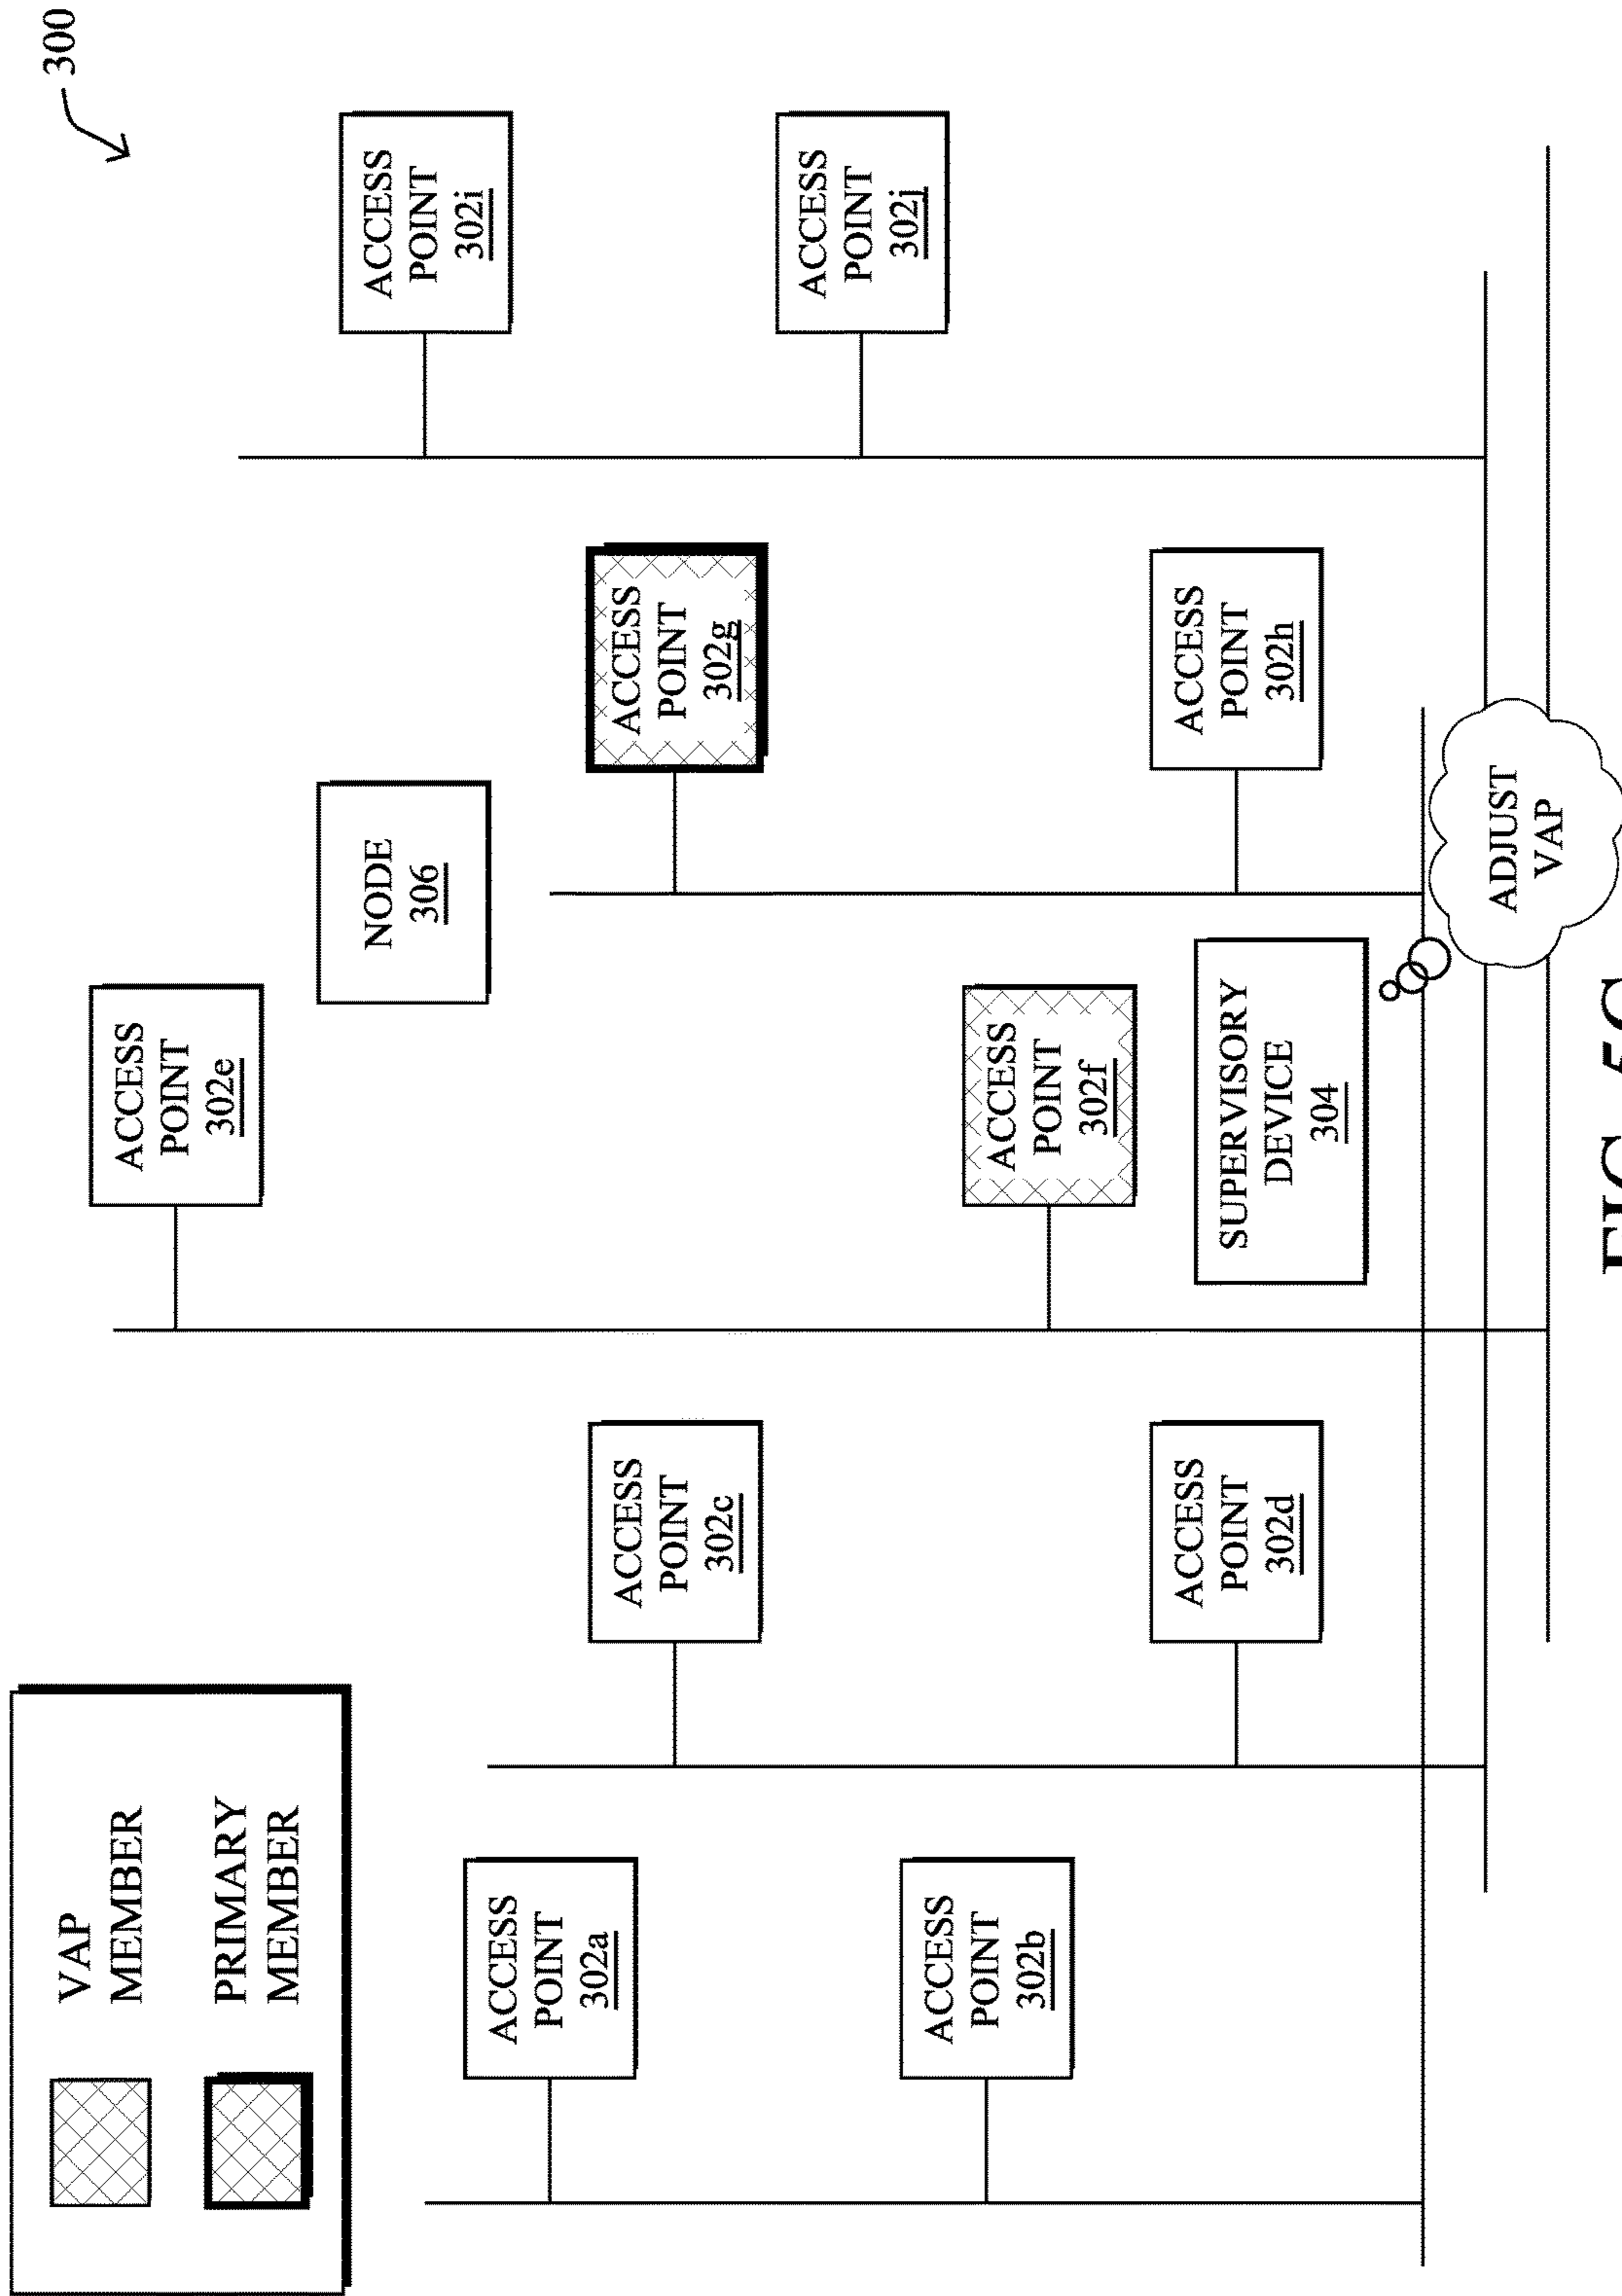 300
VAP
MEMBER
PRIMARY
MEMBER
ACCESS
POINT
302e
NODE
306
ACCESS
POINT
302i
ACCESS
POINT
302a
ACCESS
POINT
302c
ACCESS
POINT
302g
ACCESS
POINT
302j
ACCESS
POINT
302b
ACCESS
POINT
302f
ACCESS
POINT
302d
ACCESS
POINT
302h
SUPERVISORY
DEVICE
304
ADJUST
VAP